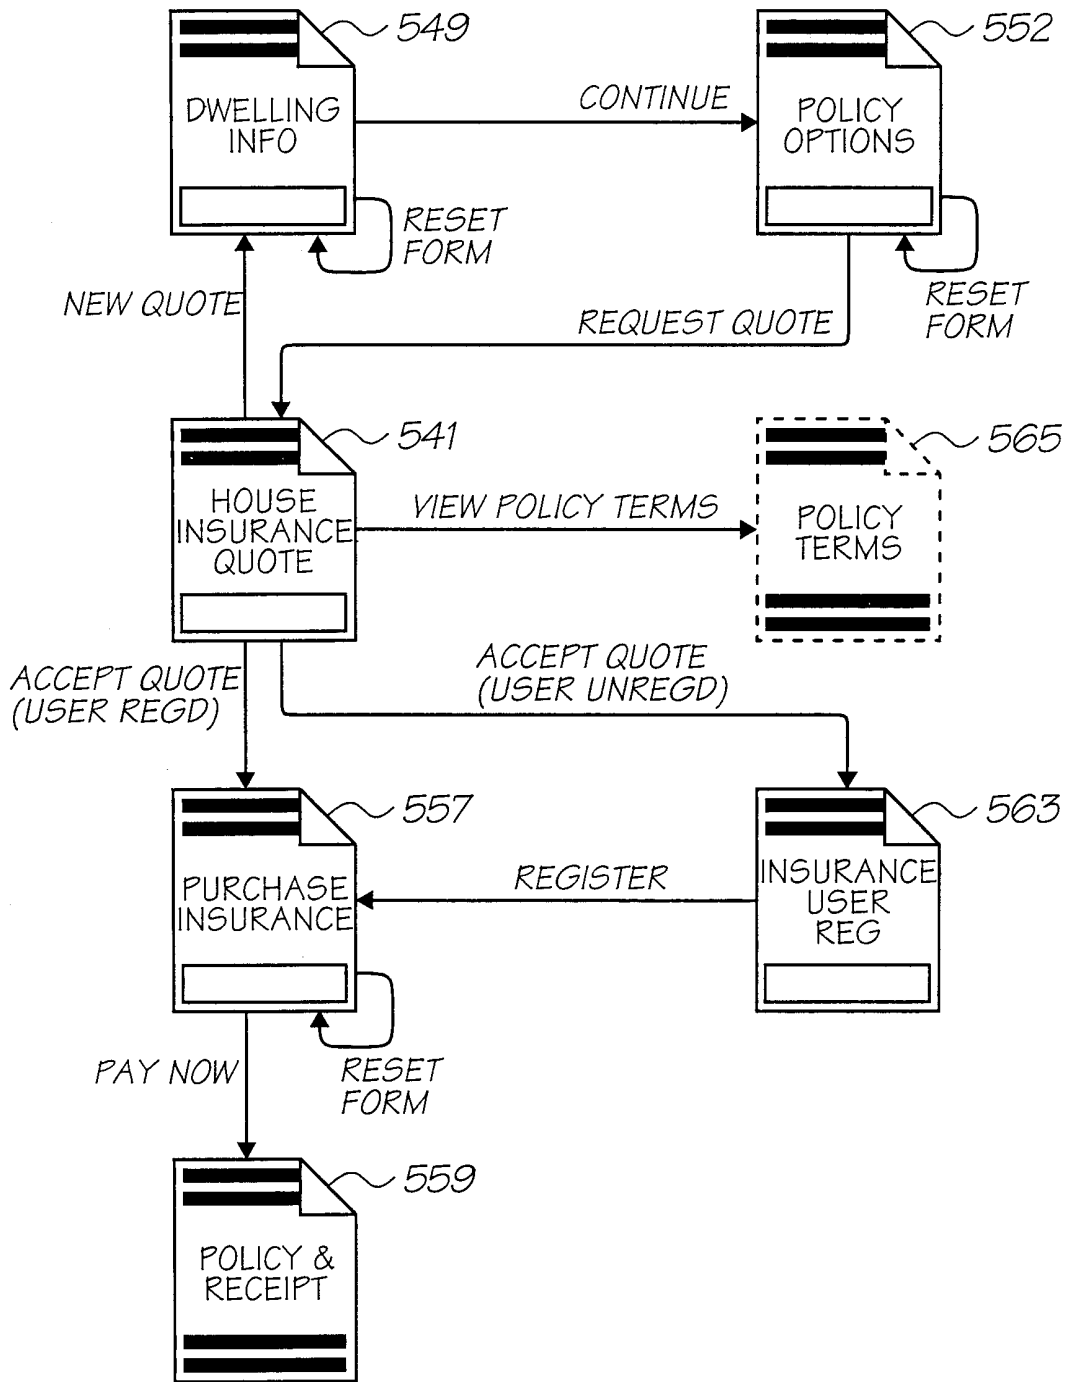 549
552
DWELLING
INFO
CONTINUE
POLICY
OPTIONS
RESET
FORM
RESET
FORM
NEW QUOTE
REQUEST QUOTE
541
565
HOUSE
INSURANCE
QUOTE
VIEW POLICY TERMS
POLICY
TERMS
ACCEPT QUOTE
(USER REGD)
ACCEPT QUOTE
(USER UNREGD)
557
563
PURCHASE
INSURANCE
REGISTER
INSURANCE
USER
REG
PAY NOW
RESET
FORM
559
POLICY &
RECEIPT